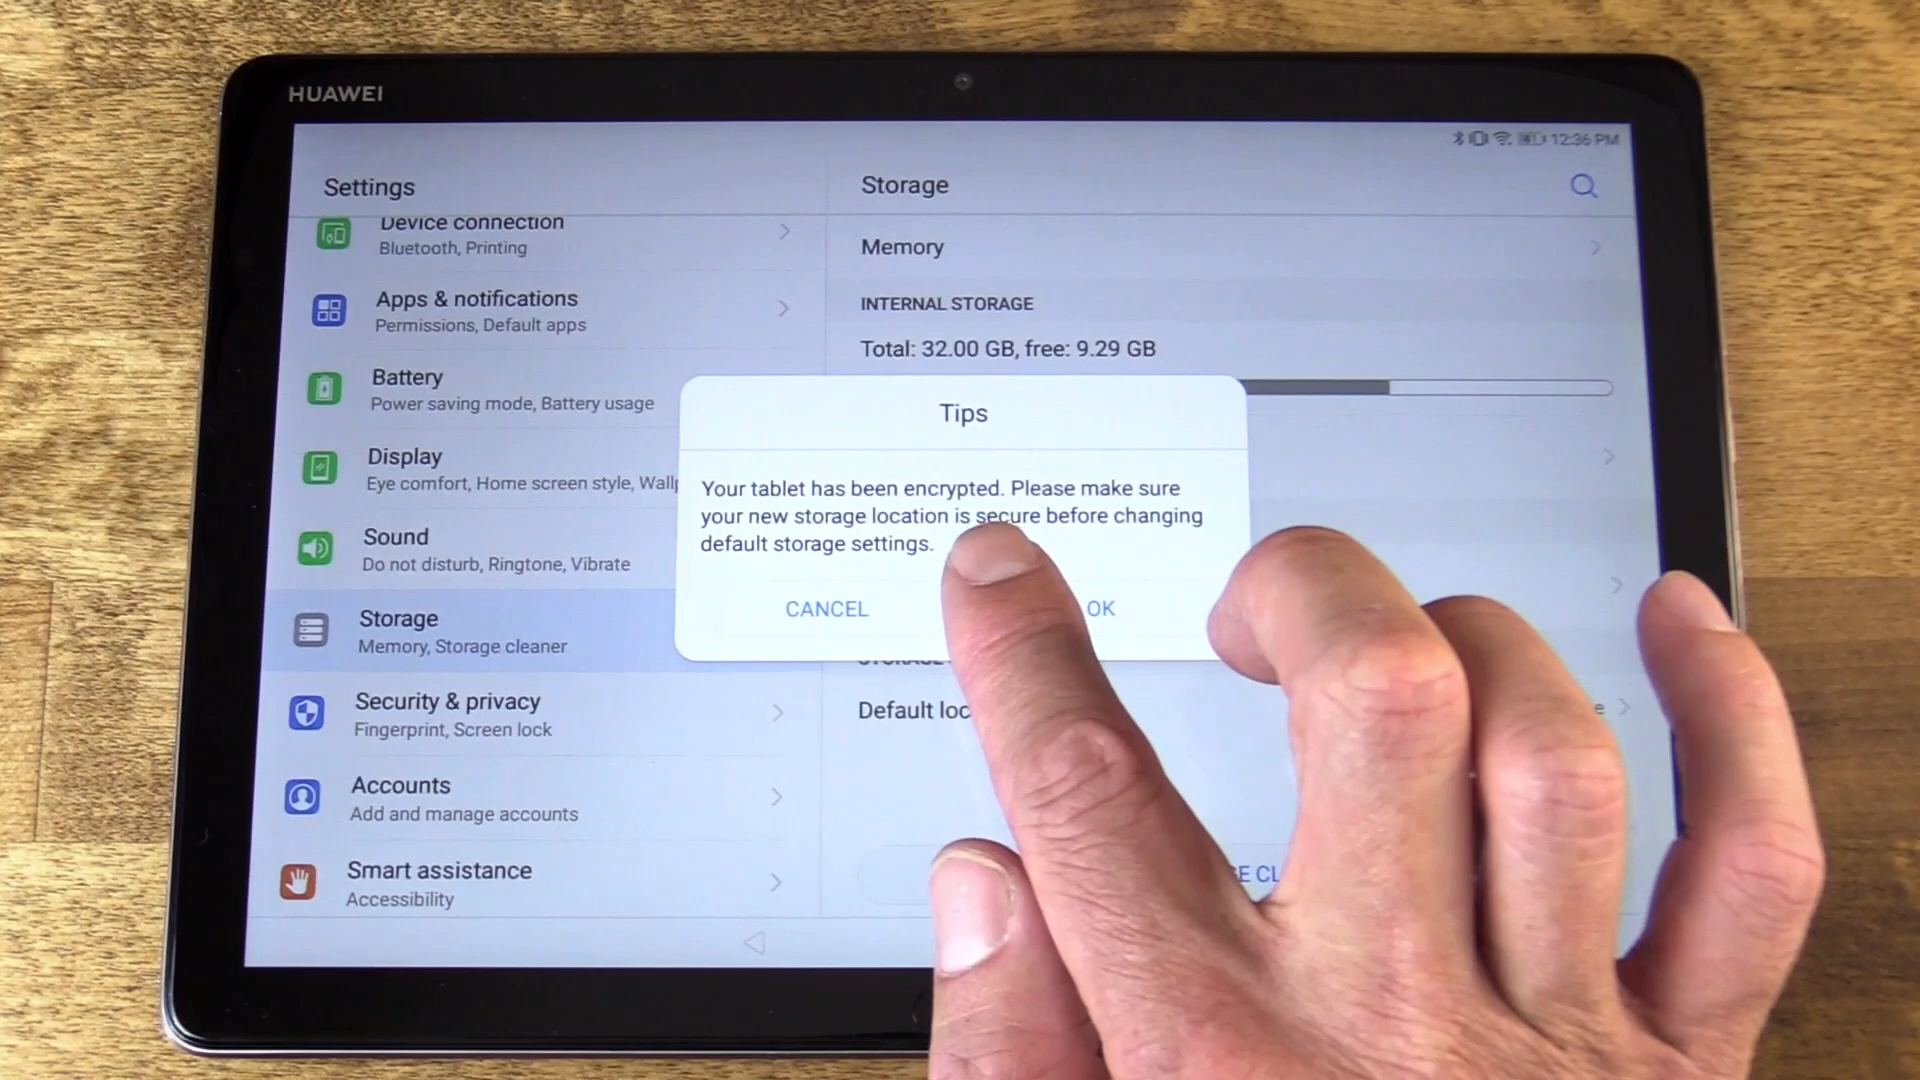 HUAWEI
12:36 PM
Settings
Storage
Device connection
Bluetooth, Printing
Apps & notifications
Permissions, Default apps
Battery
Power saving mode, Battery usage
Display
Eye comfort, Home screen style, Wallp
Sound
Do not disturb, Ringtone, Vibrate
Storage
Memory, Storage cleaner
Security & privacy
Fingerprint, Screen lock
Accounts
Add and manage accounts
Smart assistance
Accessibility
Memory
INTERNAL STORAGE
Total: 32.00 GB, free: 9.29 GB
Tips
Your tablet has been encrypted. Please make sure
your new storage location is secure before changing
default storage settings.
CANCEL
OK
Default loc
e
E CL